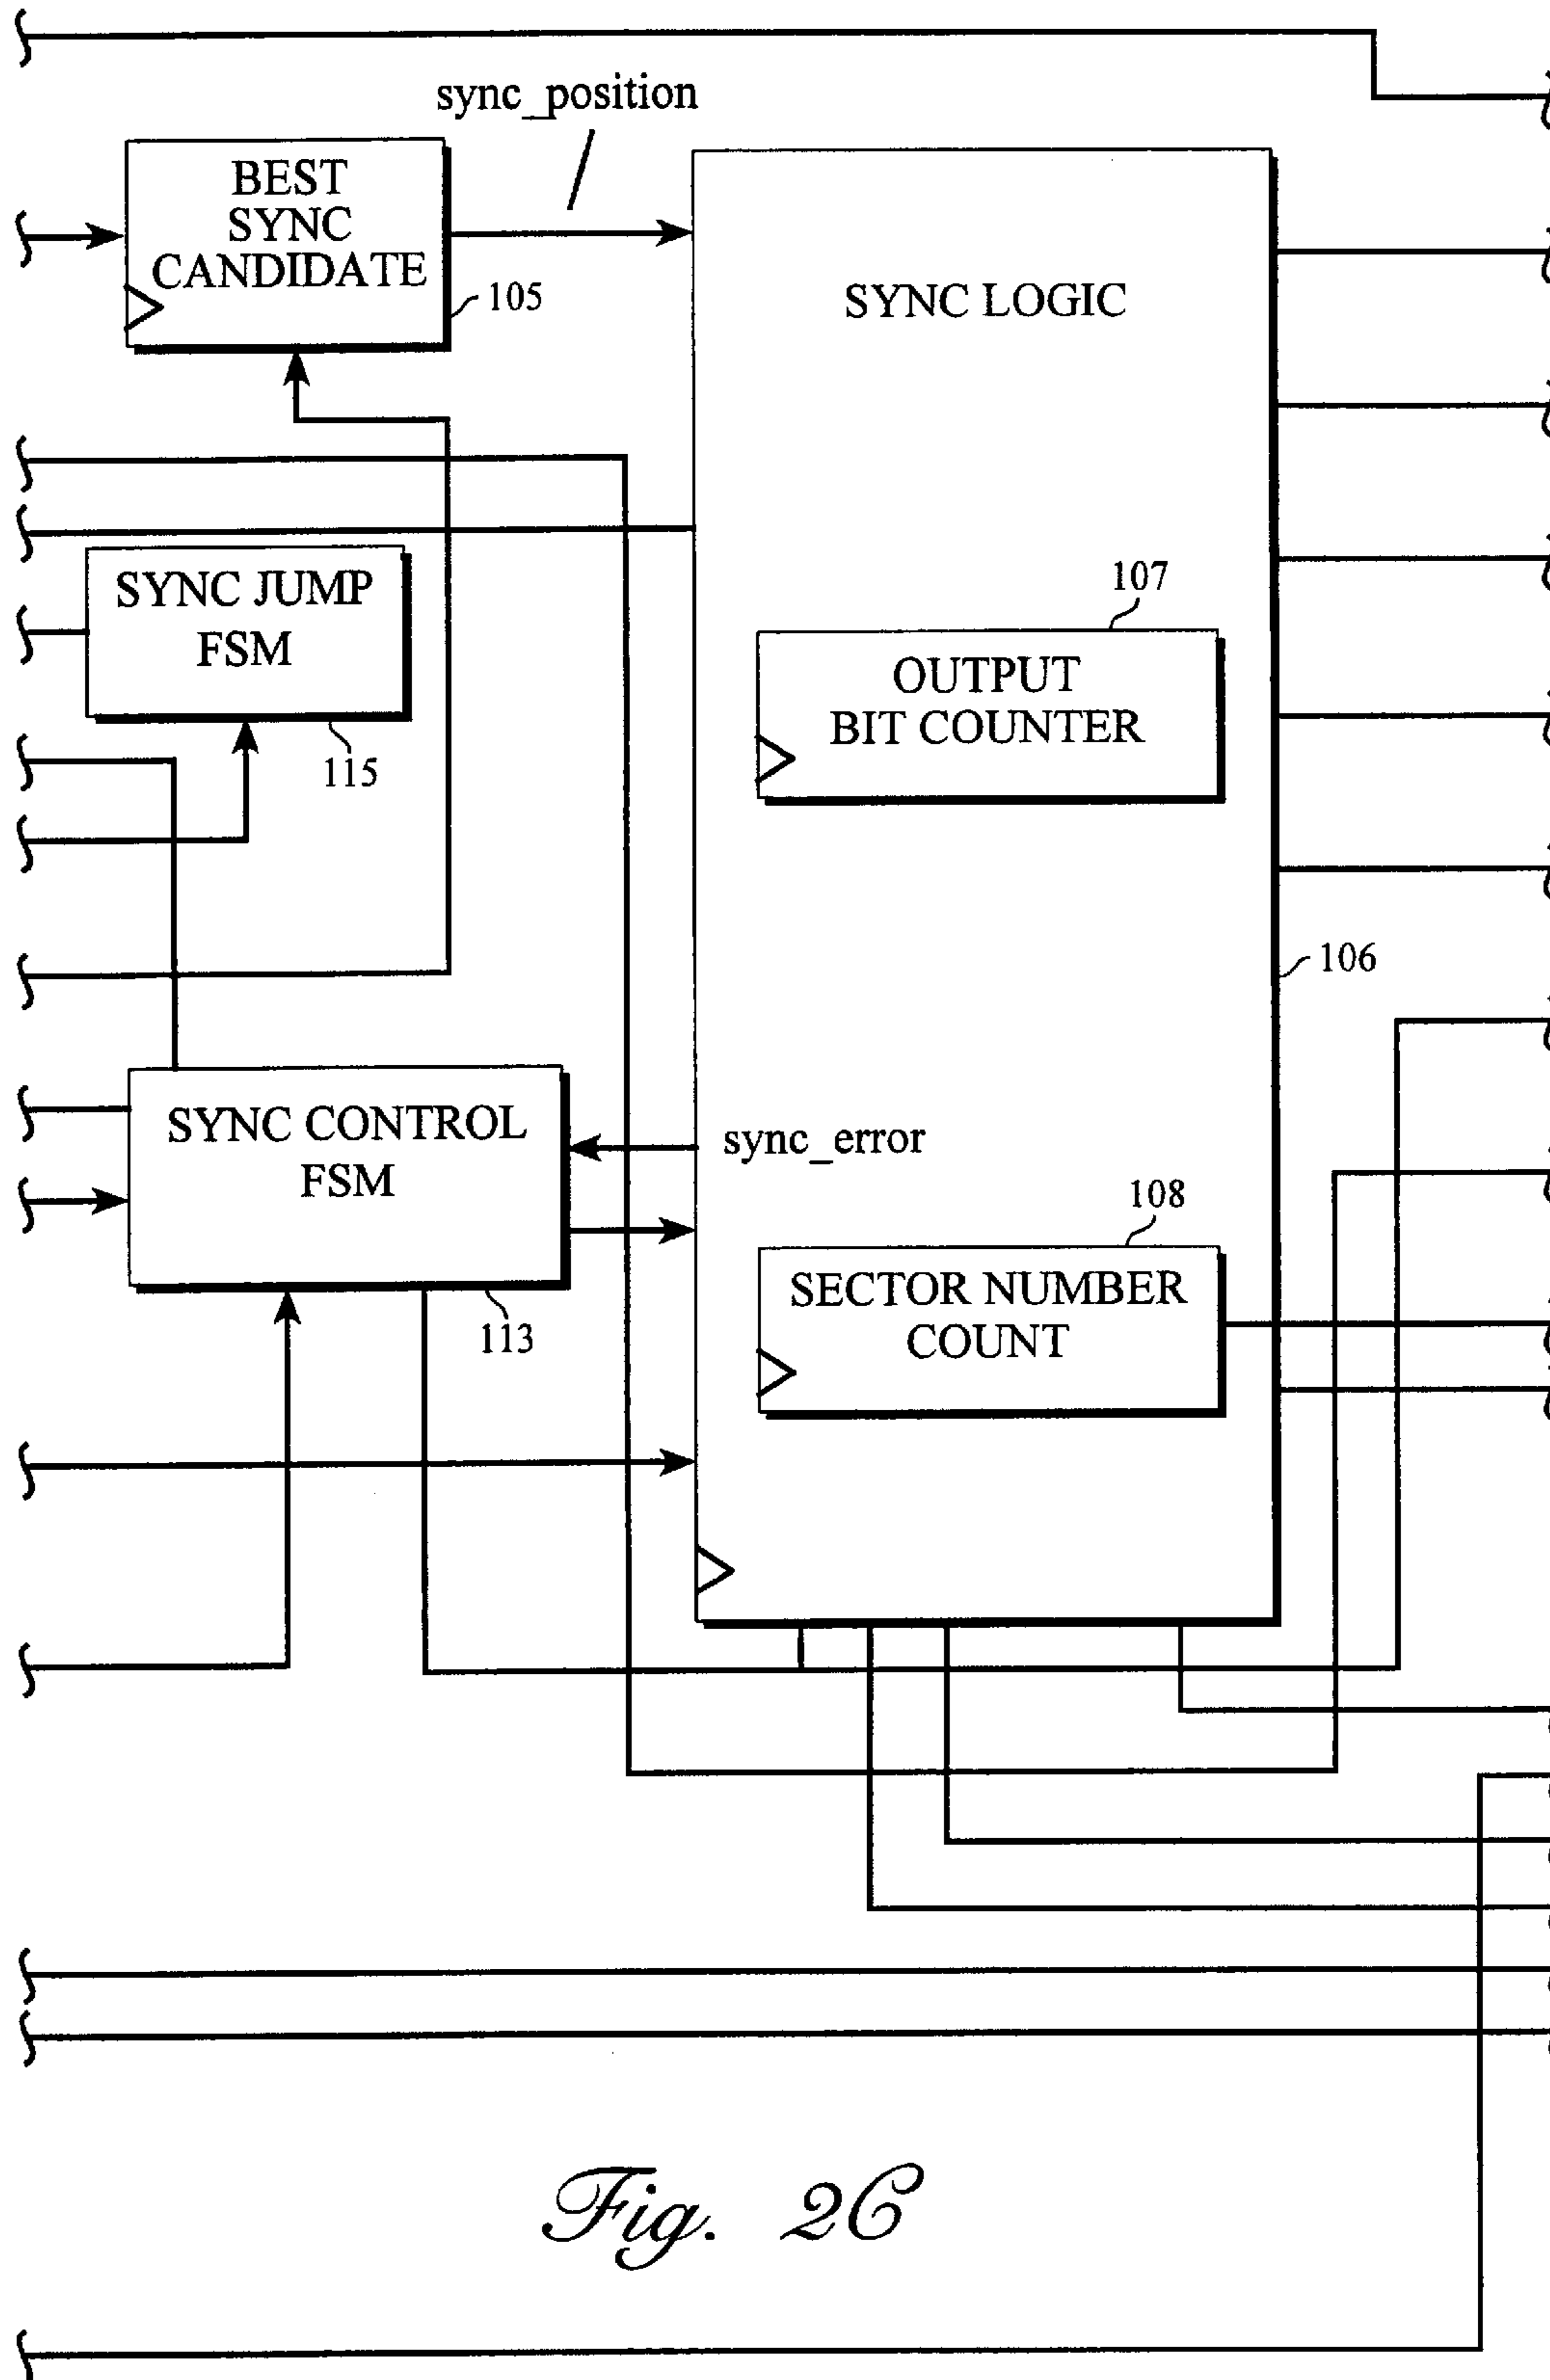 sync_position
BEST
SYNC
CANDIDATE
105
SYNC LOGIC
SYNC JUMP
FSM
115
107
OUTPUT
BIT COUNTER
106
SYNC CONTROL
FSM
113
sync_error
108
SECTOR NUMBER
COUNT
Fig. 2C